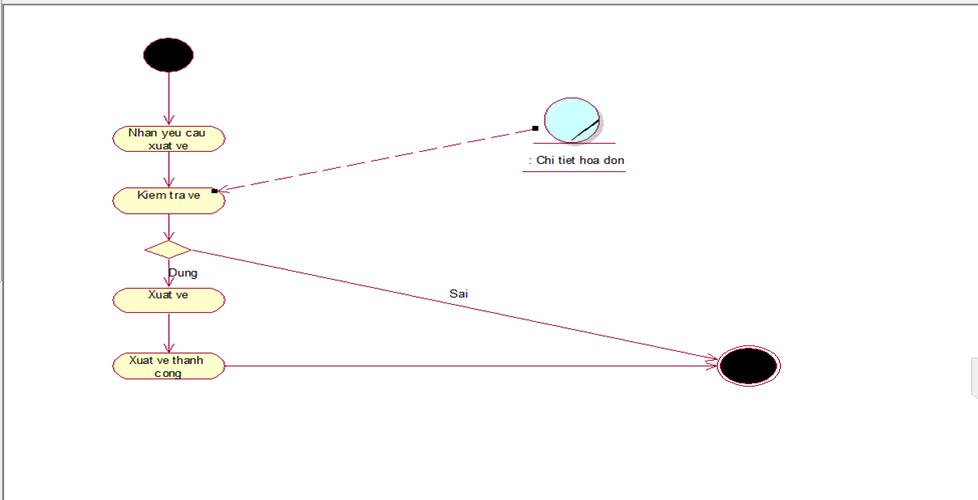 Nhan yeu cau
xuat ve
: Chi tiet hoa don
Kiem tra ve
Dung
Sai
Xuat ve
Xuat ve thanh
cong